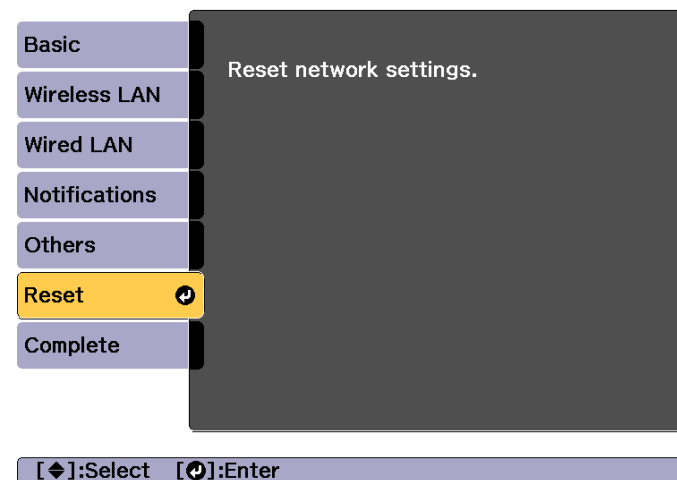 Basic
Reset network settings.
Wireless LAN
Wired LAN
Notifications
Others
Reset
Complete
[◆]:Select [⏎]:Enter